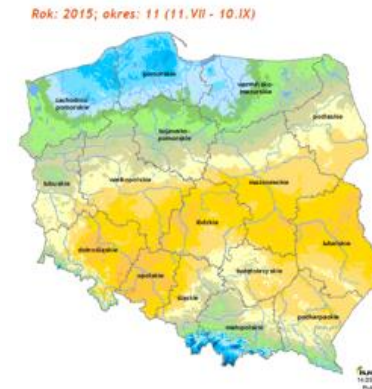 Rok: 2015; okres: 11 (11.VII - 10.IX)
pomorskie
zachodnio-
pomorskie
warmińsko-
mazurskie
podlaskie
kujawsko-
pomorskie
lubuskie
wielkopolskie
mazowieckie
łódzkie
lubelskie
dolnośląskie
opolskie
świętokrzyskie
śląskie
podkarpackie
małopolskie